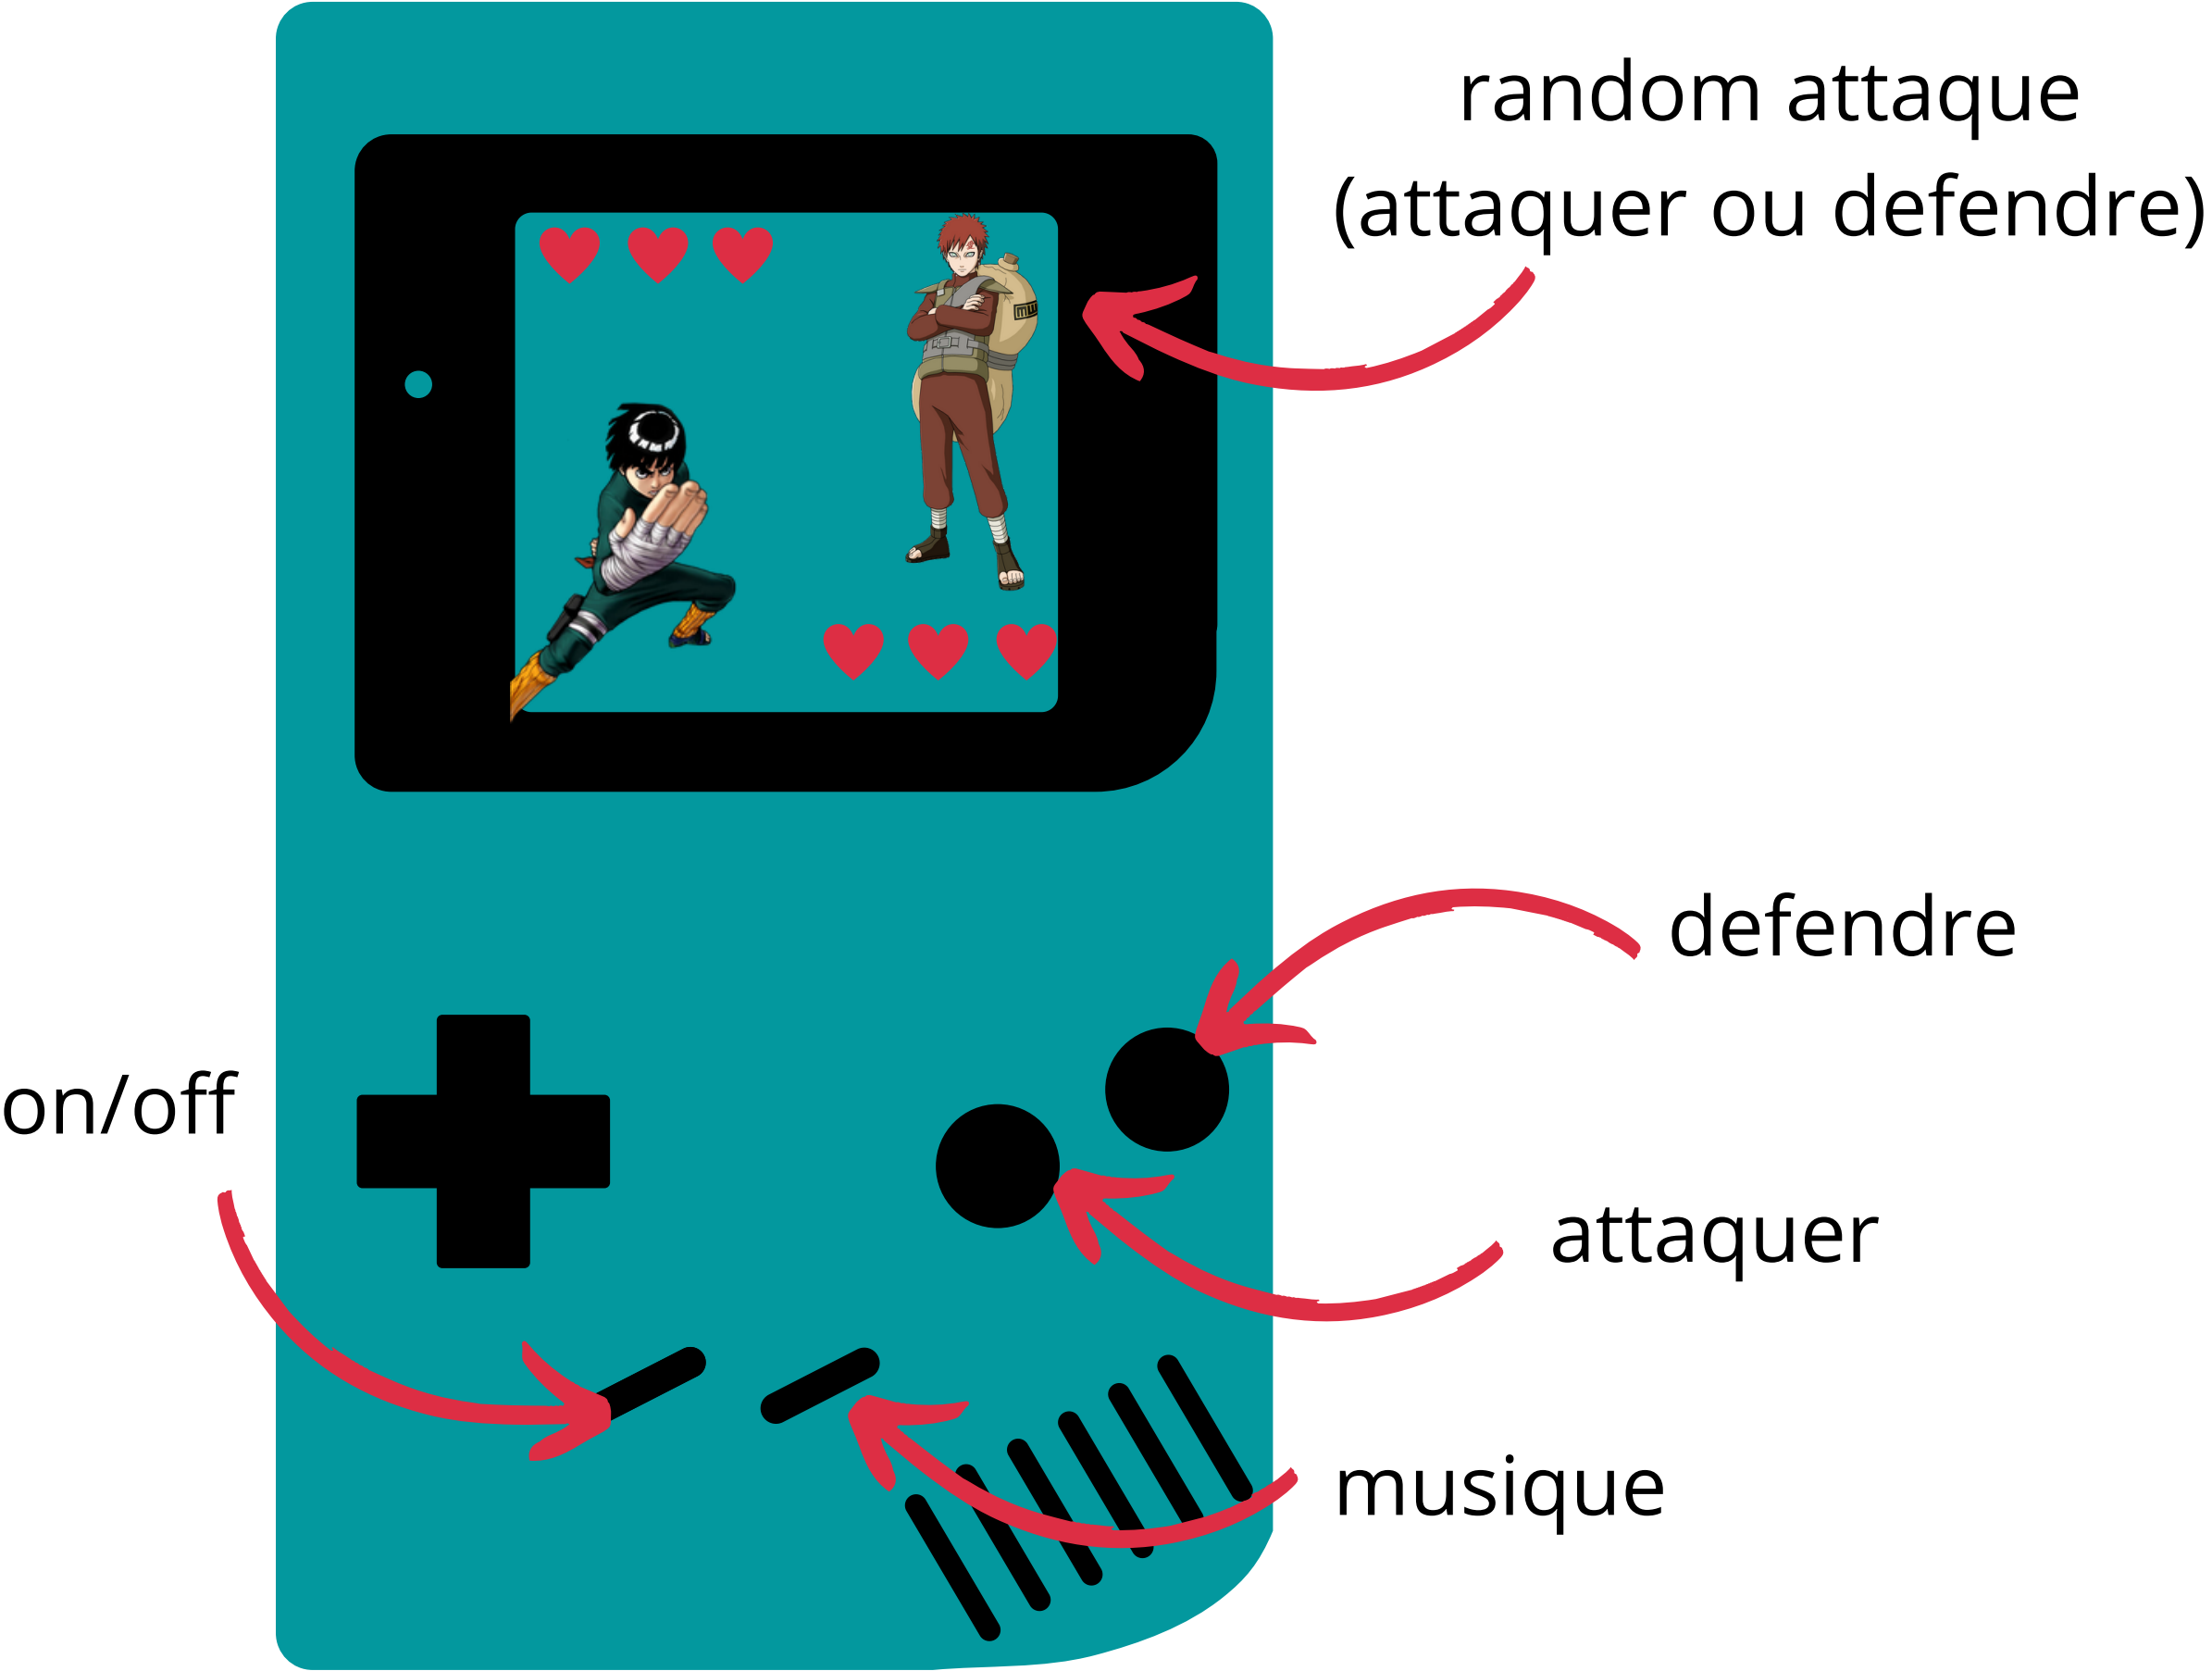 random attaque
(attaquer ou defendre)
defendre
on/off
attaquer
musique